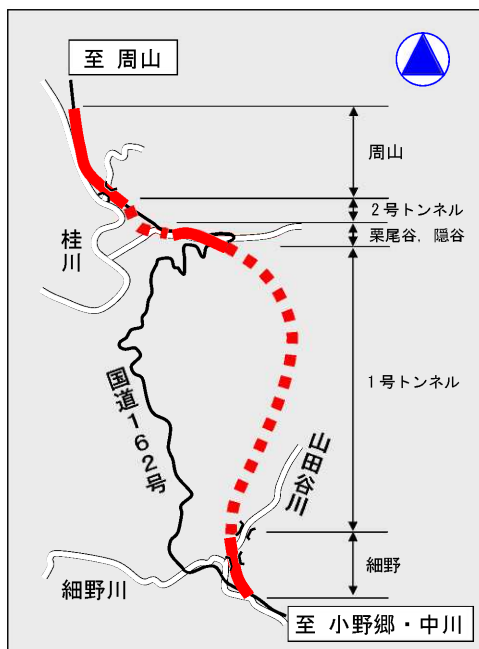 至 周山
周山
2号トンネル
栗尾谷，隠谷
桂川
1号トンネル
国道162号
山田谷川
細野
細野川
至 小野郷・中川